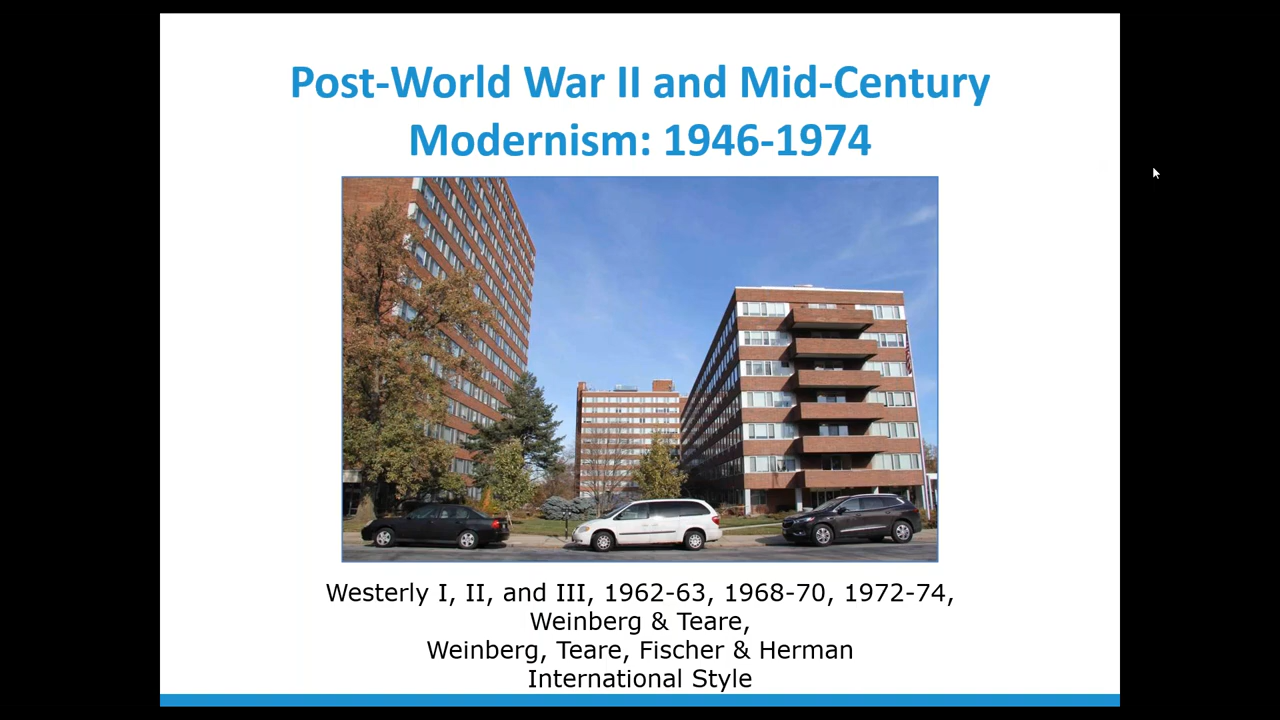 Post-World War II and Mid-Century
Modernism: 1946-1974
Westerly I, II, and III, 1962-63, 1968-70, 1972-74,
Weinberg & Teare,
Weinberg, Teare, Fischer & Herman
International Style